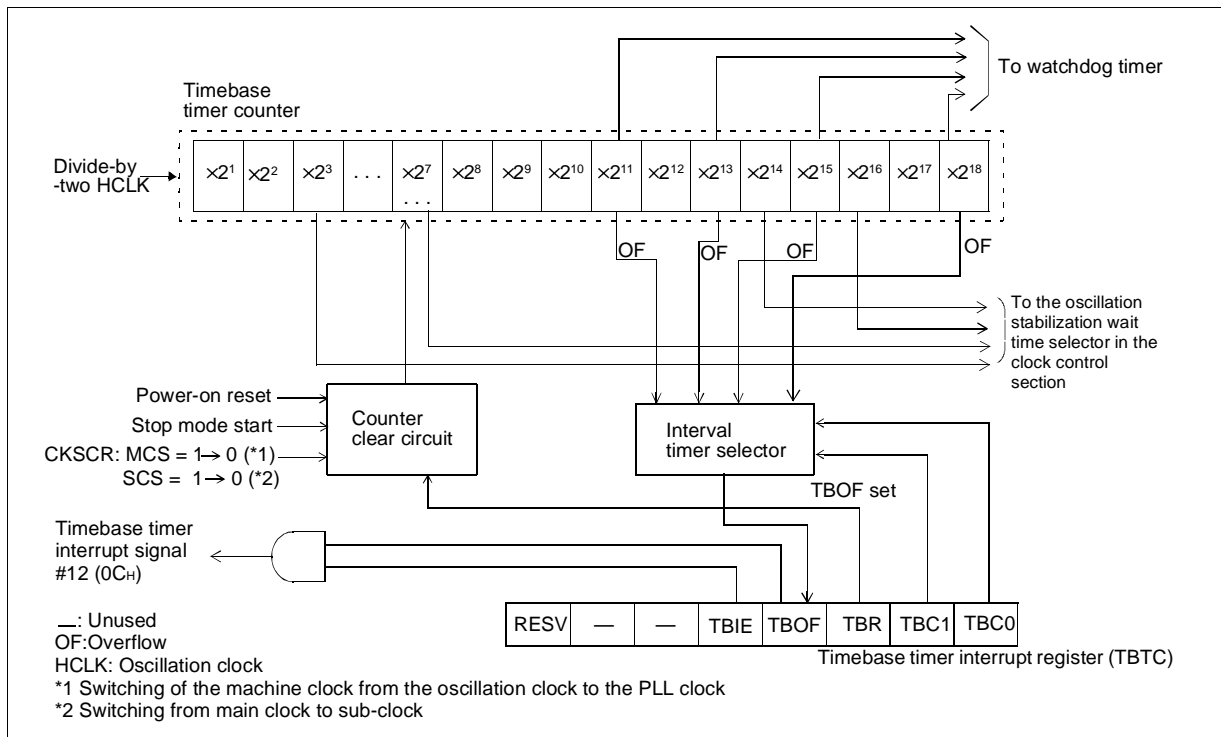 To watchdog timer
Timebase
timer counter
Divide-by
-two HCLK
×2¹ ×2² ×2³ . . . ×2⁷ ×2⁸ ×2⁹ ×2¹⁰ ×2¹¹ ×2¹² ×2¹³ ×2¹⁴ ×2¹⁵ ×2¹⁶ ×2¹⁷ ×2¹⁸
. . .
OF OF OF OF
To the oscillation
stabilization wait
time selector in the
clock control
section
Power-on reset
Stop mode start
CKSCR: MCS = 1→ 0 (*1)
SCS = 1→ 0 (*2)
Counter
clear circuit
Interval
timer selector
TBOF set
Timebase timer
interrupt signal
#12 (0CH)
RESV — — TBIE TBOF TBR TBC1 TBC0
Timebase timer interrupt register (TBTC)
—: Unused
OF:Overflow
HCLK: Oscillation clock
*1 Switching of the machine clock from the oscillation clock to the PLL clock
*2 Switching from main clock to sub-clock